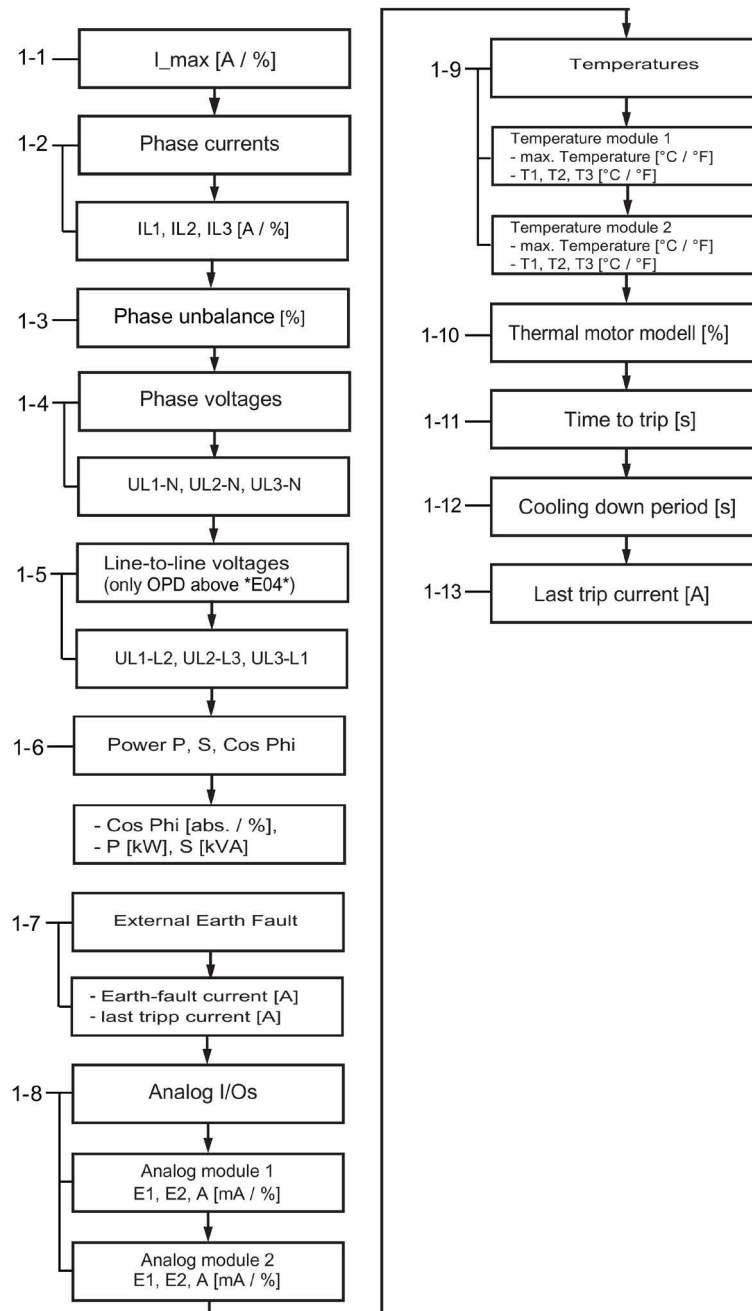 1-1
I_max [A / %]
1-2
Phase currents
IL1, IL2, IL3 [A / %]
1-3
Phase unbalance [%]
1-4
Phase voltages
UL1-N, UL2-N, UL3-N
1-5
Line-to-line voltages
(only OPD above *E04*)
UL1-L2, UL2-L3, UL3-L1
1-6
Power P, S, Cos Phi
- Cos Phi [abs. / %],
- P [kW], S [kVA]
1-7
External Earth Fault
- Earth-fault current [A]
- last tripp current [A]
1-8
Analog I/Os
Analog module 1
E1, E2, A [mA / %]
Analog module 2
E1, E2, A [mA / %]
1-9
Temperatures
Temperature module 1
- max. Temperature [°C / °F]
- T1, T2, T3 [°C / °F]
Temperature module 2
- max. Temperature [°C / °F]
- T1, T2, T3 [°C / °F]
1-10
Thermal motor modell [%]
1-11
Time to trip [s]
1-12
Cooling down period [s]
1-13
Last trip current [A]